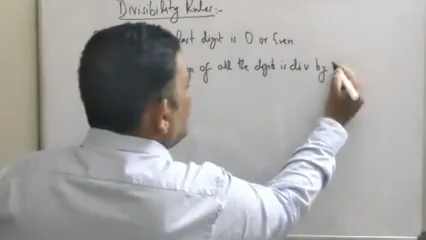 Divisibility Rules:-
last digit is 0 or Even
of all the digit is div by